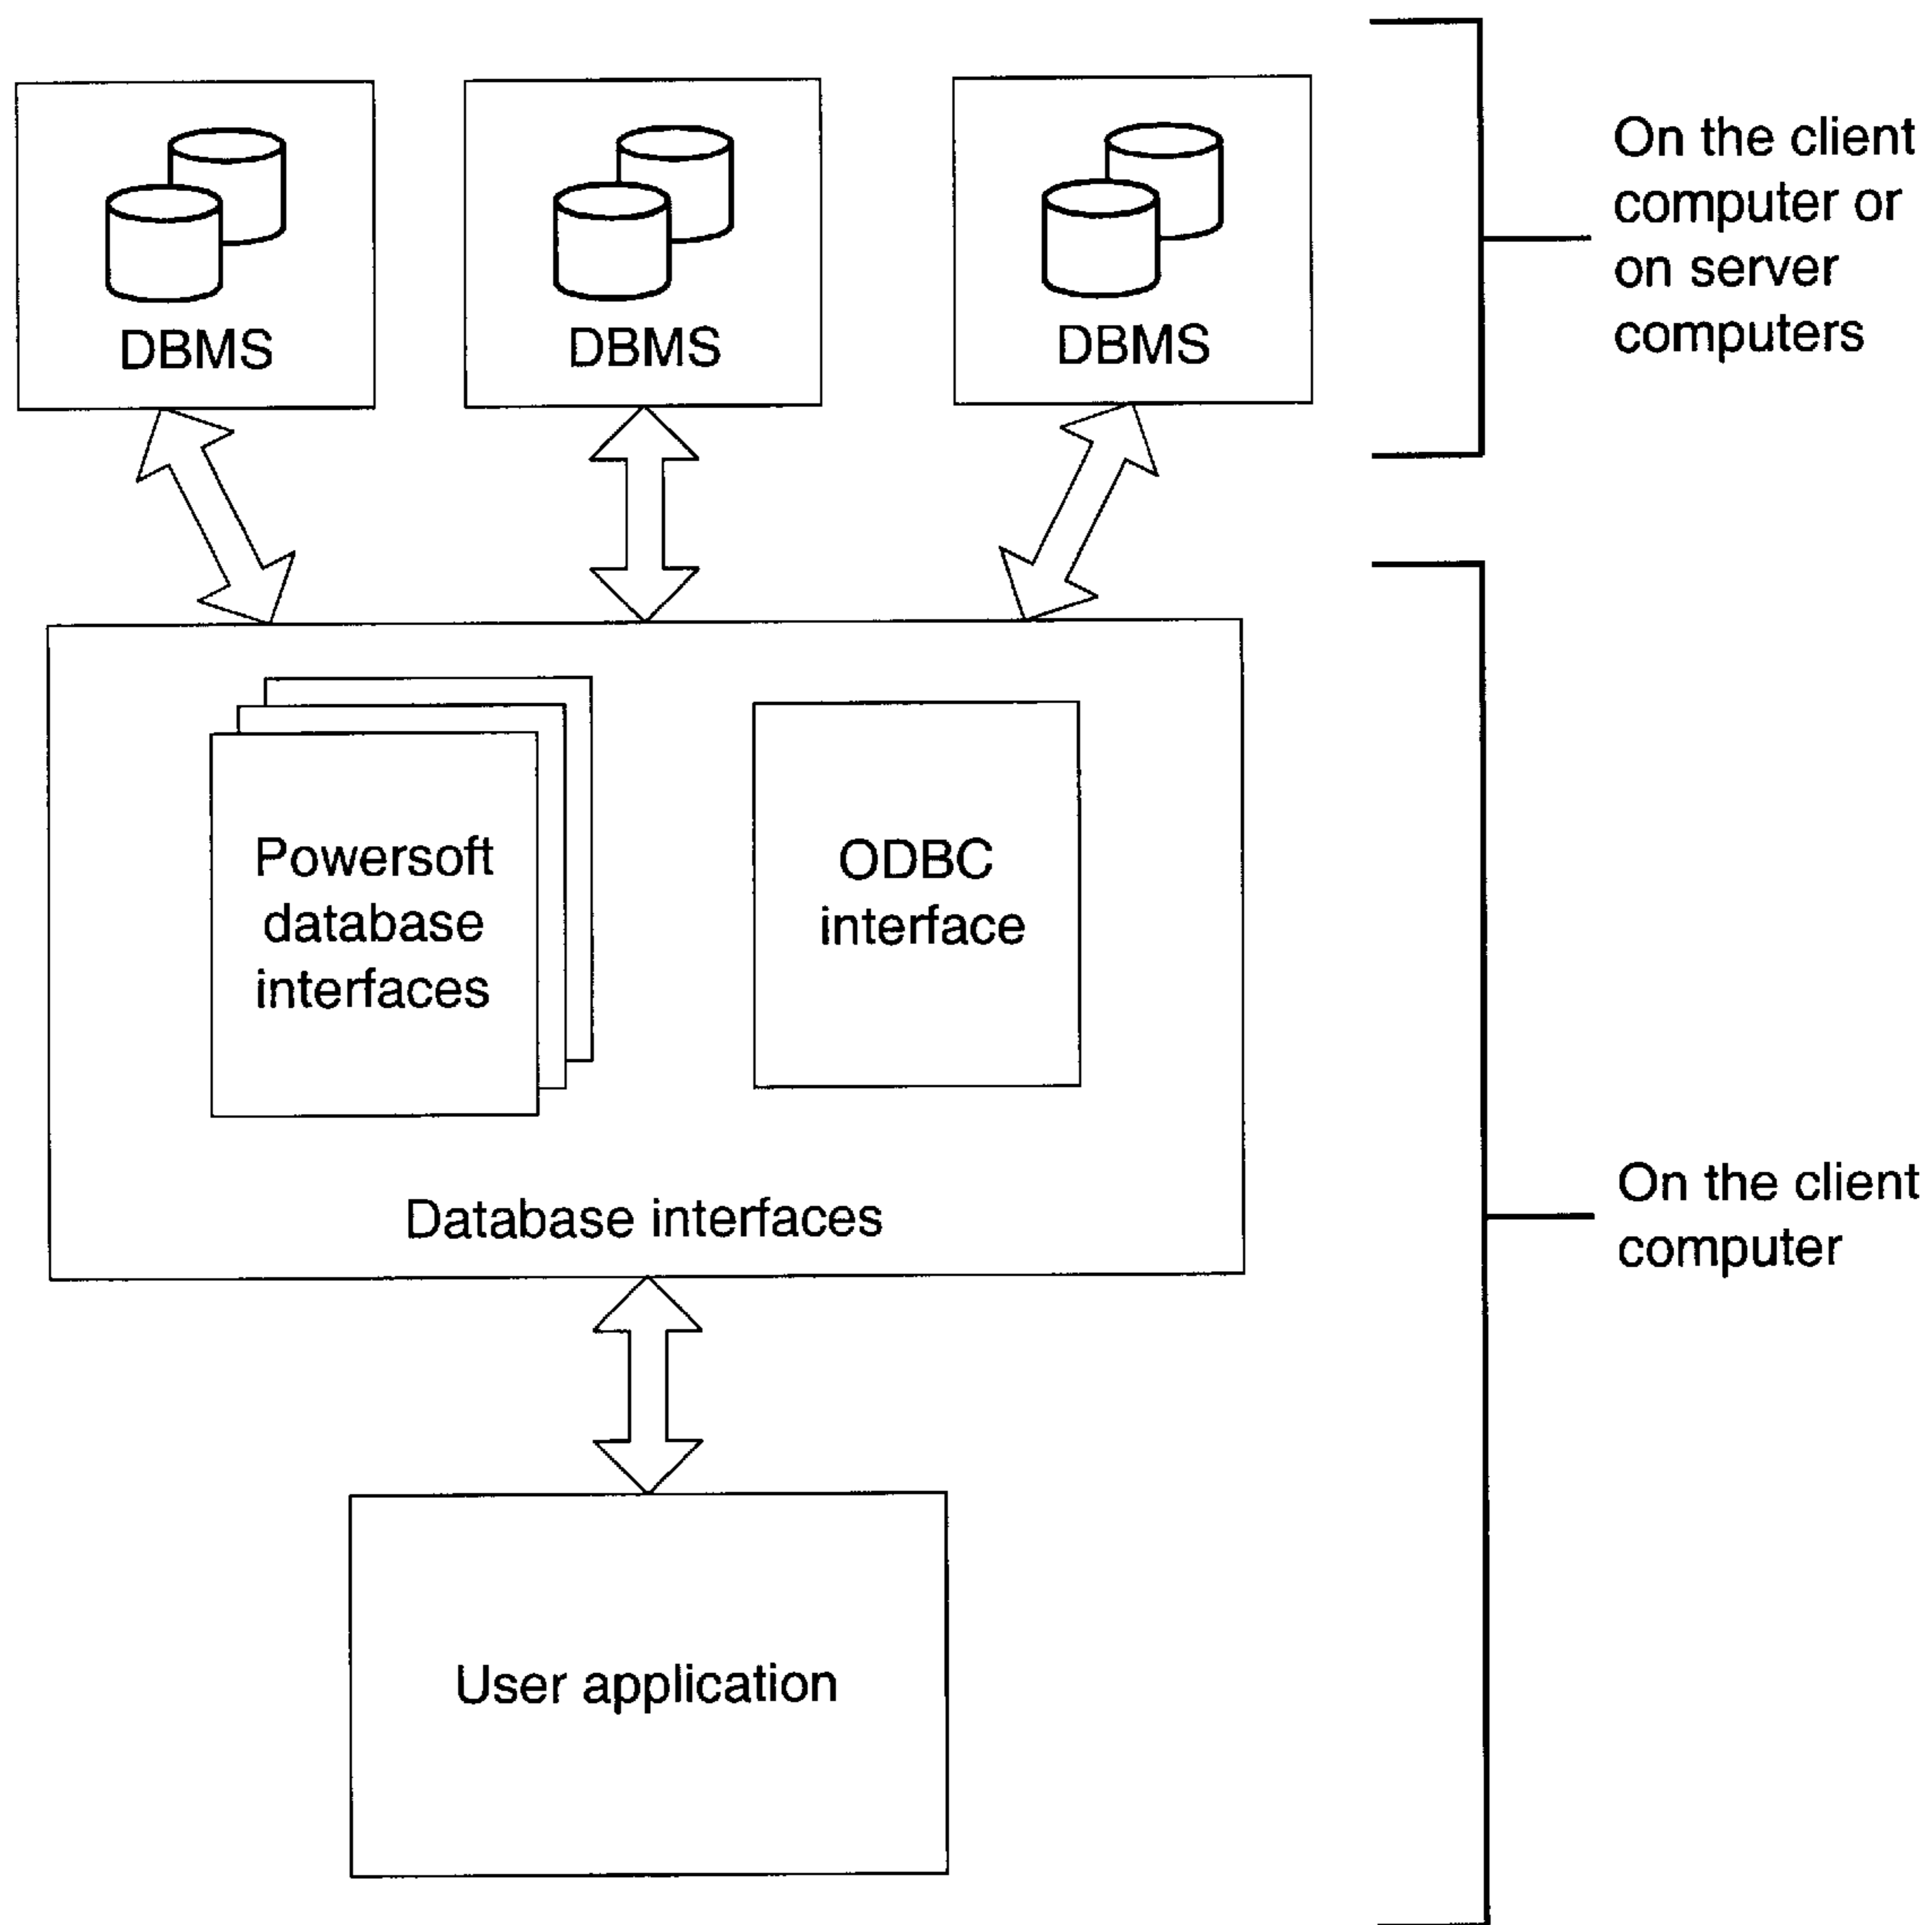 DBMS
DBMS
DBMS
On the client
computer or
on server
computers
Powersoft
database
interfaces
ODBC
interface
Database interfaces
On the client
computer
User application